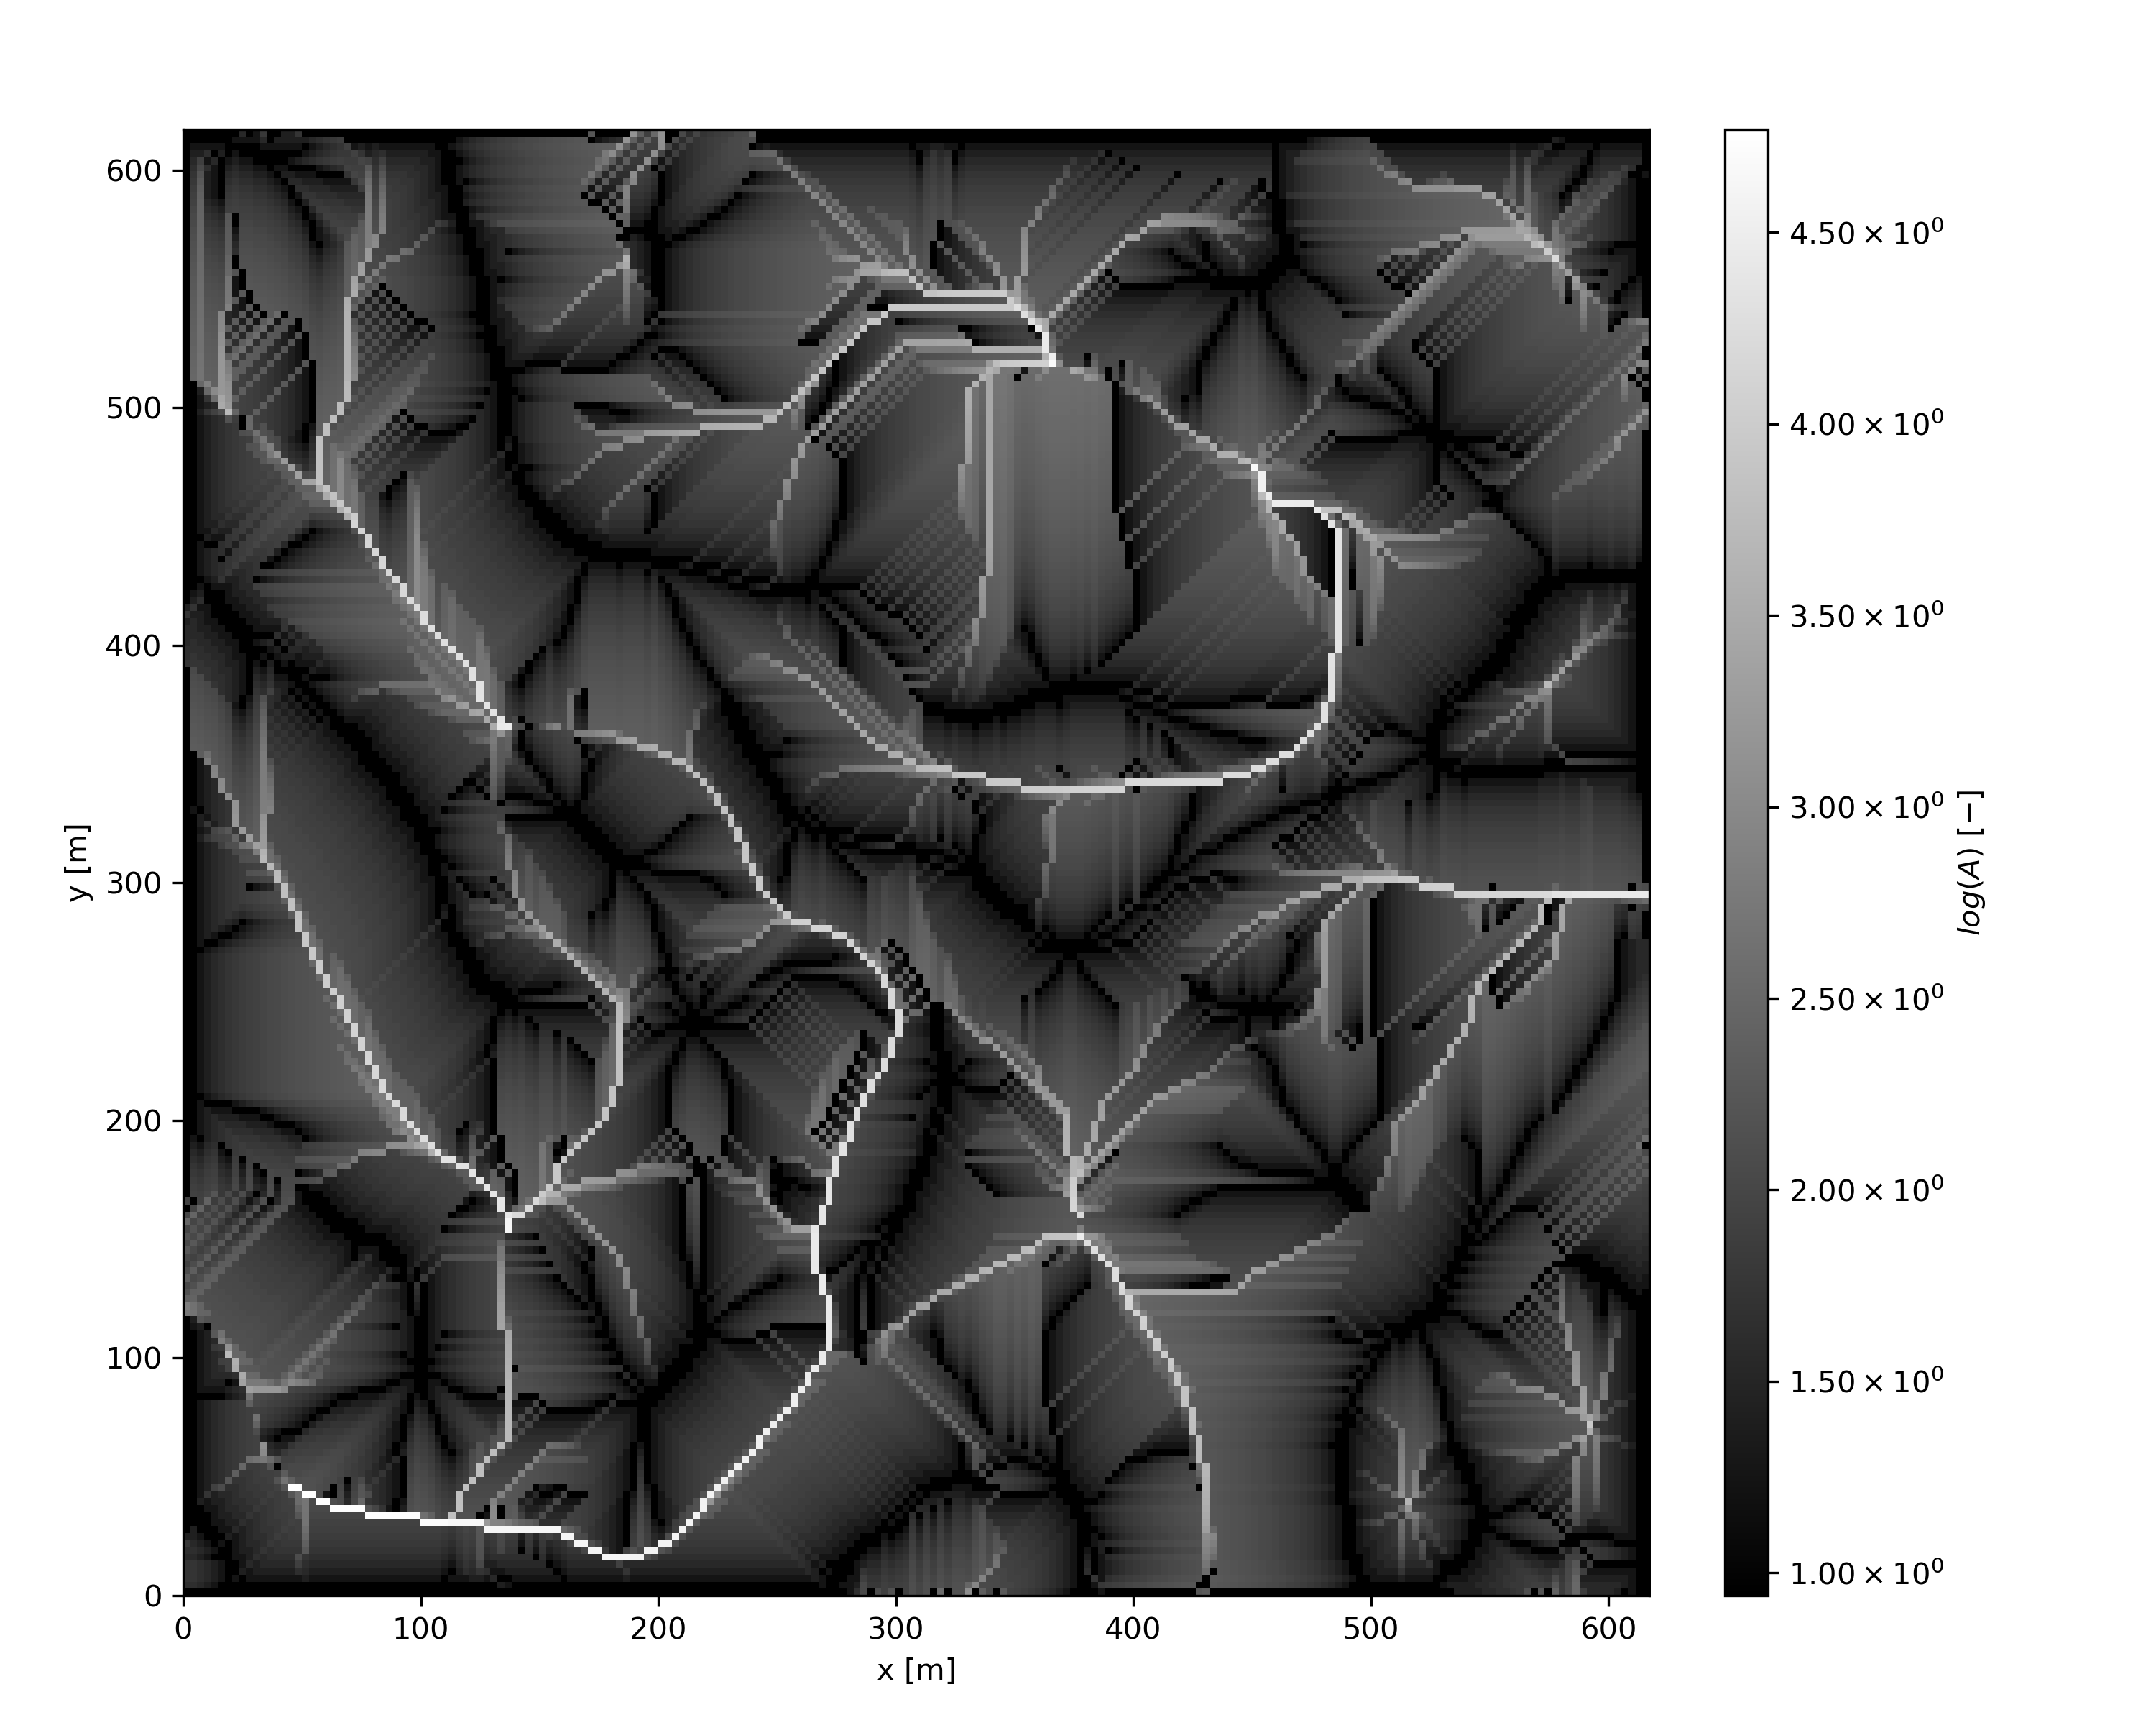 600
500
400
300
200
100
0
y [m]
0 100 200 300 400 500 600
x [m]
4.50 × 10⁰
4.00 × 10⁰
3.50 × 10⁰
3.00 × 10⁰
2.50 × 10⁰
2.00 × 10⁰
1.50 × 10⁰
1.00 × 10⁰
log(A) [−]